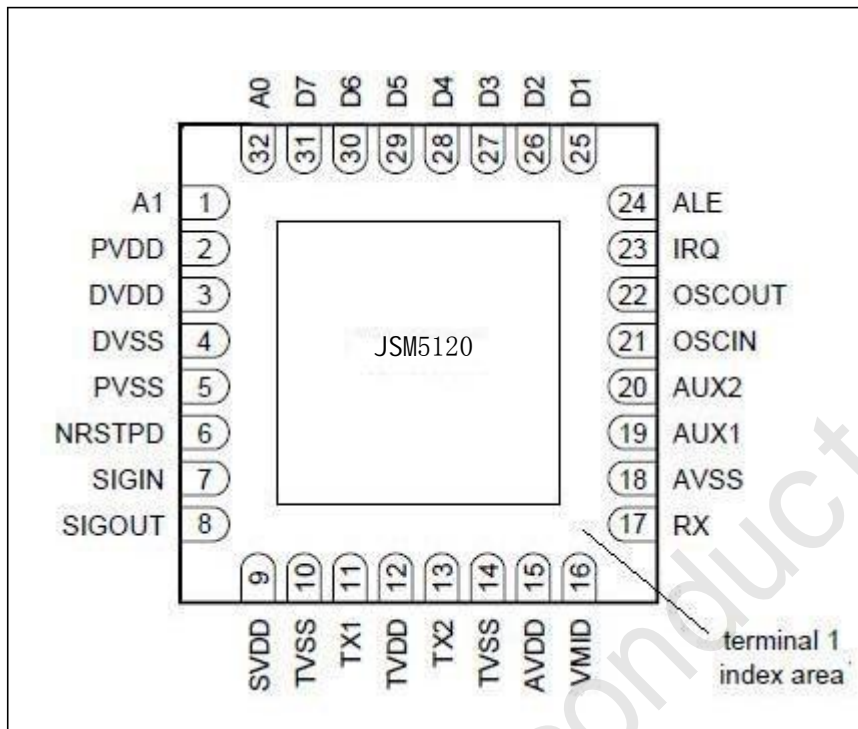 A0 D7 D6 D5 D4 D3 D2 D1
32 31 30 29 28 27 26 25
A1 1
PVDD 2
DVDD 3
DVSS 4
PVSS 5
NRSTPD 6
SIGIN 7
SIGOUT 8
JSM5120
24 ALE
23 IRQ
22 OSCOUT
21 OSCIN
20 AUX2
19 AUX1
18 AVSS
17 RX
9 10 11 12 13 14 15 16
SVDD TVSS TX1 TVDD TX2 TVSS AVDD VMID
terminal 1
index area
conduct